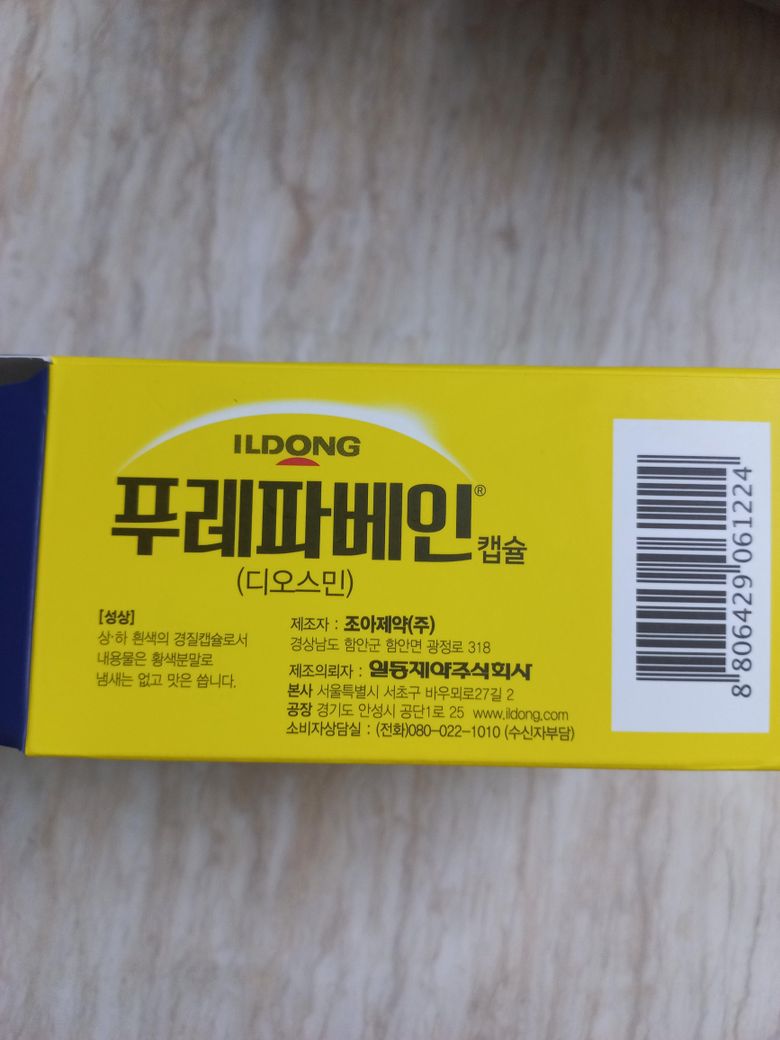 ILDONG
푸레파베인® 캡슐
(디오스민)
[성상]
상·하 흰색의 경질캡슐로서
내용물은 황색분말로
냄새는 없고 맛은 씁니다.
제조자 : 조아제약(주)
경상남도 함안군 함안면 광정로 318
제조의뢰자 : 일동제약주식회사
본사 서울특별시 서초구 바우뫼로27길 2
공장 경기도 안성시 공단1로 25 www.ildong.com
소비자상담실 : (전화)080-022-1010 (수신자부담)
8 806429 061224